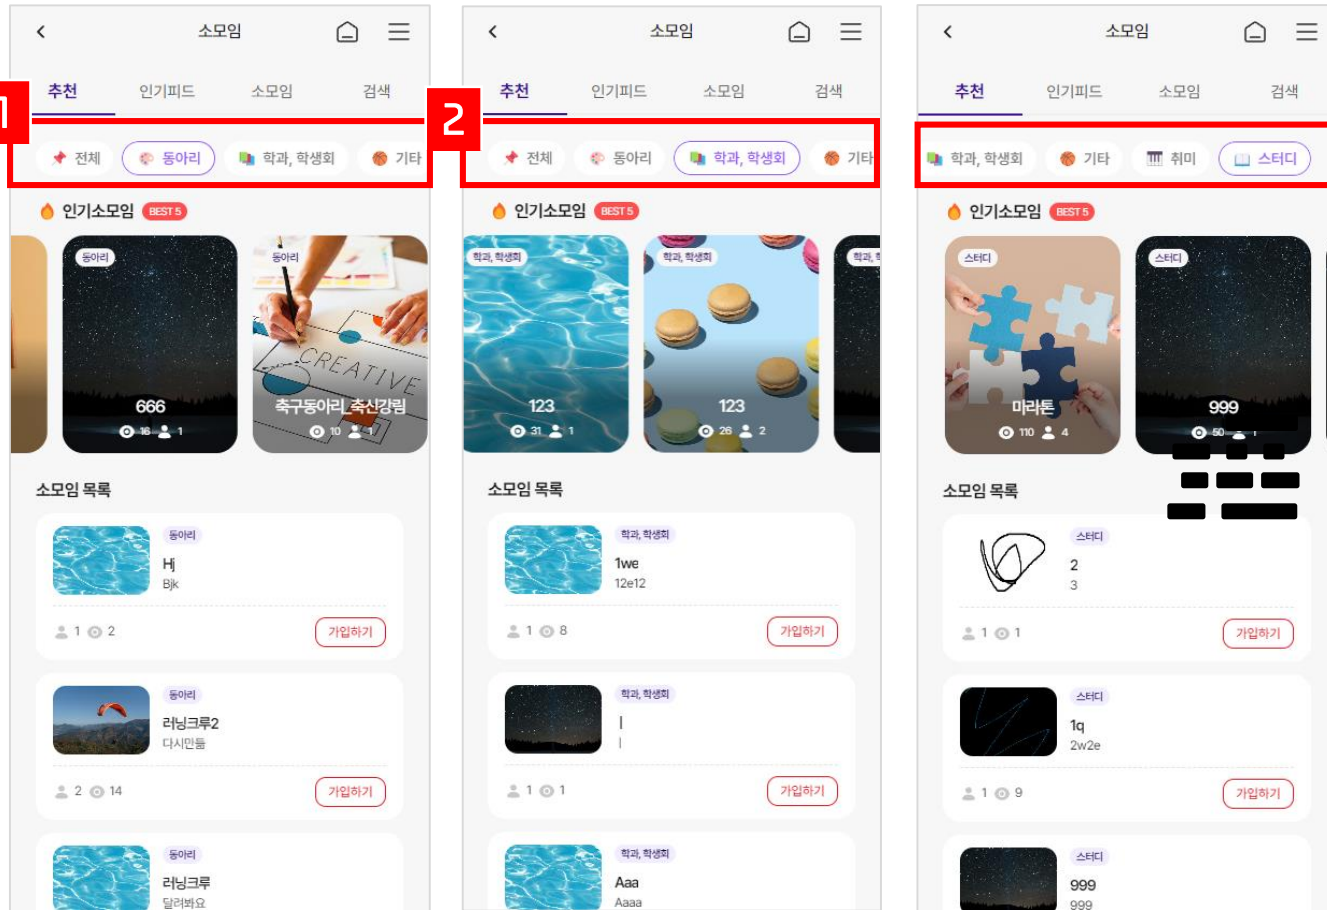 소모임
추천 인기피드 소모임 검색
1
전체 동아리 학과, 학생회 기타
인기소모임 BEST 5
동아리
666
16 1
동아리
CREATIVE
축구동아리_축신강림
10 1
소모임 목록
동아리
Hj
Bjk
1 2
가입하기
동아리
러닝크루2
다시만듦
2 14
가입하기
동아리
러닝크루
달려봐요
소모임
추천 인기피드 소모임 검색
2
전체 동아리 학과, 학생회 기타
인기소모임 BEST 5
학과, 학생회
123
31 1
학과, 학생회
123
26 2
학과,
소모임 목록
학과, 학생회
1we
12e12
1 8
가입하기
학과, 학생회
|
|
1 1
가입하기
학과, 학생회
Aaa
Aaaa
소모임
추천 인기피드 소모임 검색
학과, 학생회 기타 취미 스터디
인기소모임 BEST 5
스터디
마라톤
110 4
스터디
999
50
소모임 목록
스터디
2
3
1 1
가입하기
스터디
1q
2w2e
1 9
가입하기
스터디
999
999